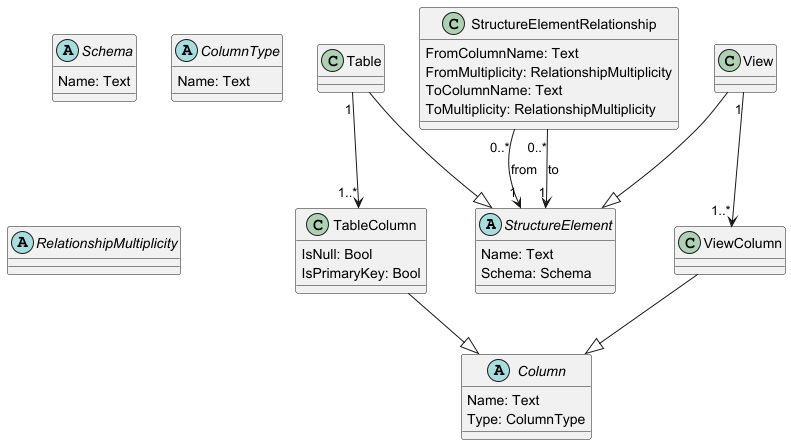 A Schema
Name: Text
A ColumnType
Name: Text
C Table
C StructureElementRelationship
FromColumnName: Text
FromMultiplicity: RelationshipMultiplicity
ToColumnName: Text
ToMultiplicity: RelationshipMultiplicity
C View
1
0..*
0..*
1
from
to
1..*
1
1
1..*
A RelationshipMultiplicity
C TableColumn
IsNull: Bool
IsPrimaryKey: Bool
A StructureElement
Name: Text
Schema: Schema
C ViewColumn
A Column
Name: Text
Type: ColumnType